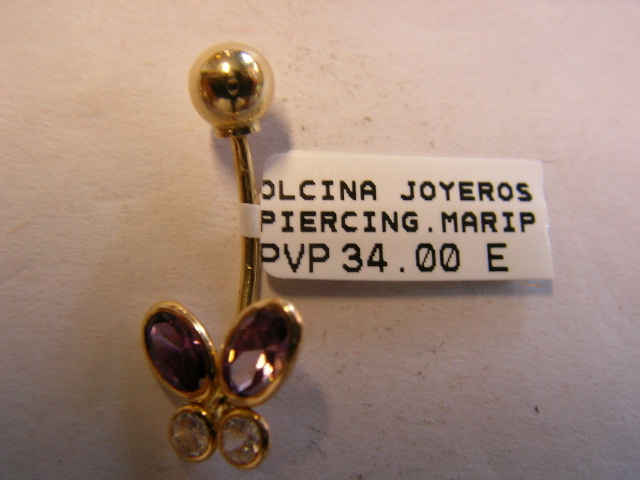 OLCINA JOYEROS
PIERCING.MARIP
PVP 34.00 E